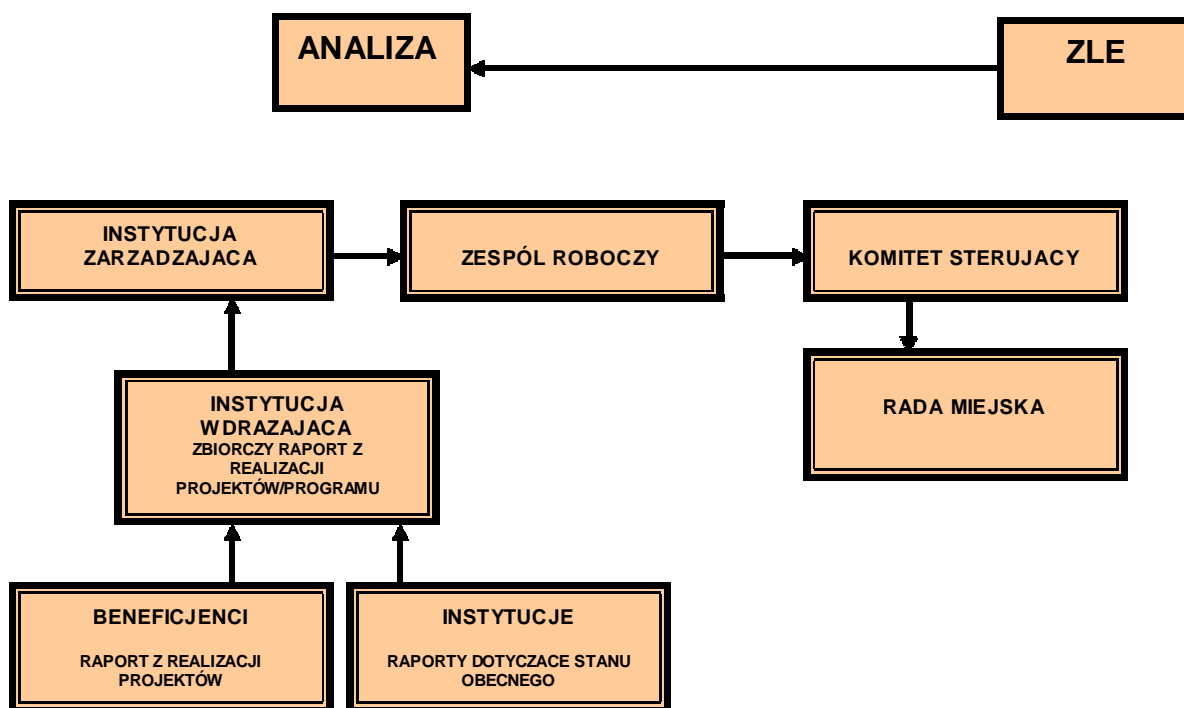 ANALIZA
ZLE
INSTYTUCJA
ZARZADZAJACA
ZESPÓL ROBOCZY
KOMITET STERUJACY
INSTYTUCJA
WDRAZAJACA
ZBIORCZY RAPORT Z
REALIZACJI
PROJEKTÓW/PROGRAMU
RADA MIEJSKA
BENEFICJENCI
RAPORT Z REALIZACJI
PROJEKTÓW
INSTYTUCJE
RAPORTY DOTYCZACE STANU
OBECNEGO